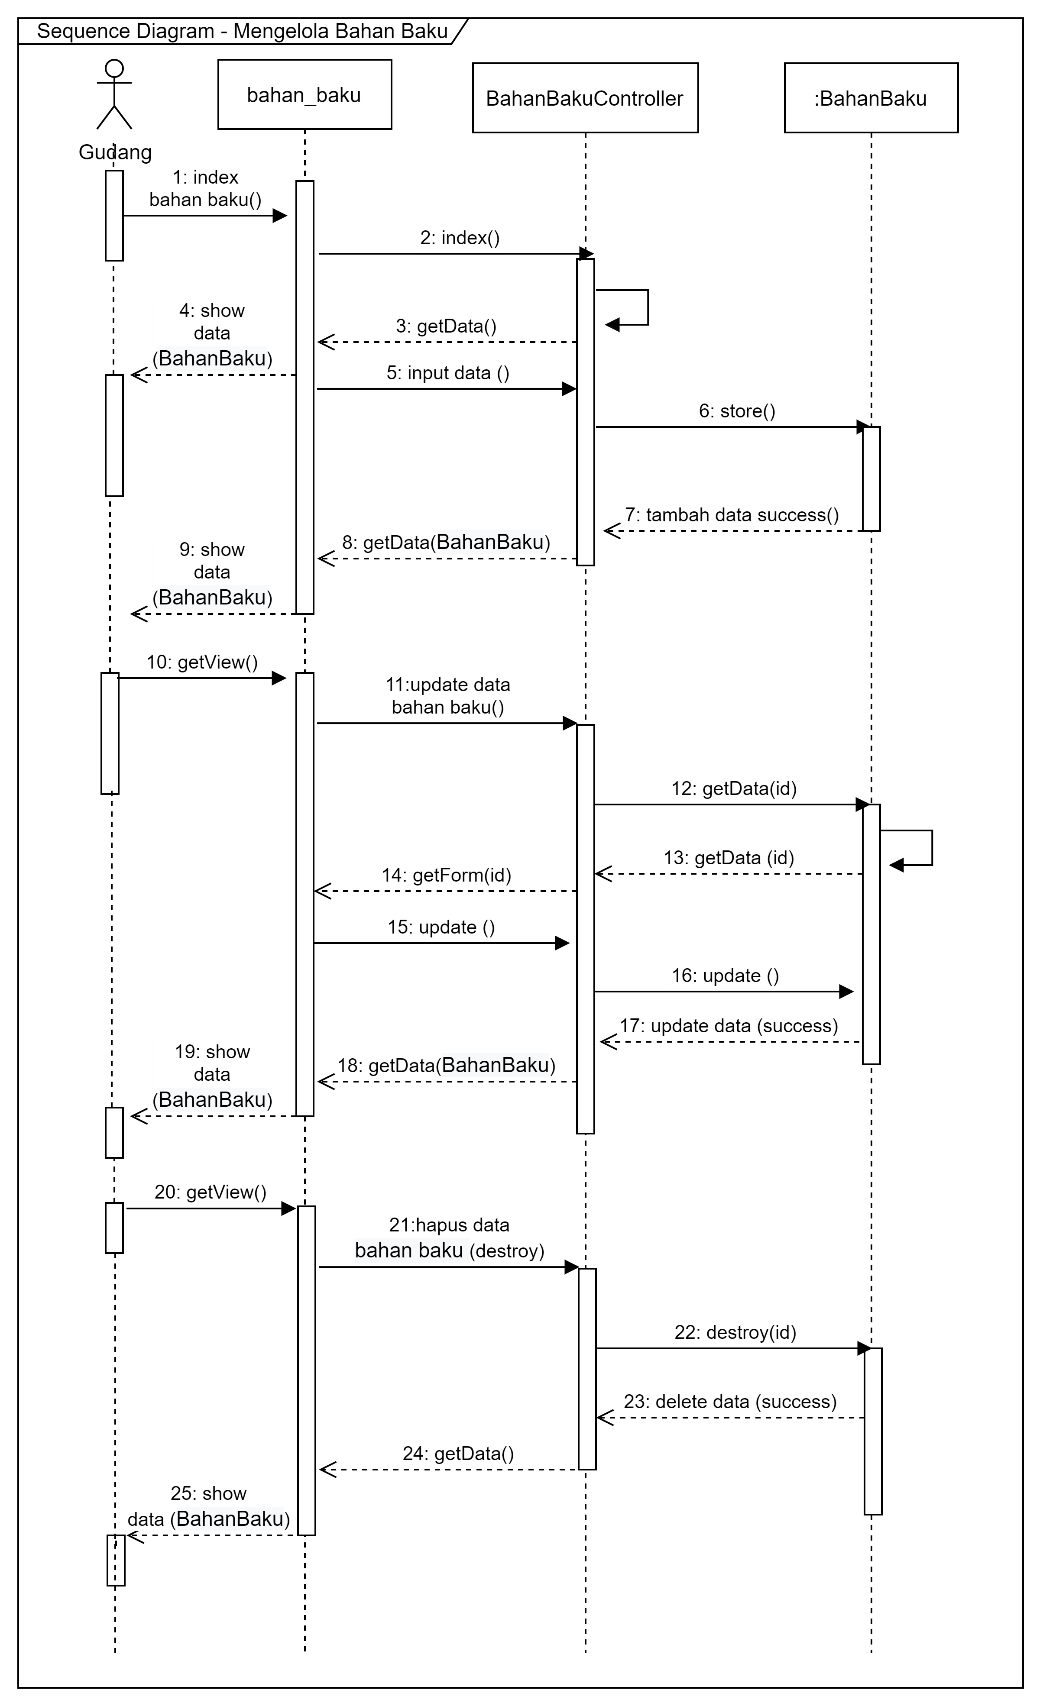 Sequence Diagram - Mengelola Bahan Baku
bahan_baku
BahanBakuController
:BahanBaku
Gudang
1: index
bahan baku()
2: index()
3: getData()
4: show
data
(BahanBaku)
5: input data ()
6: store()
7: tambah data success()
8: getData(BahanBaku)
9: show
data
(BahanBaku)
10: getView()
11:update data
bahan baku()
12: getData(id)
13: getData (id)
14: getForm(id)
15: update ()
16: update ()
17: update data (success)
18: getData(BahanBaku)
19: show
data
(BahanBaku)
20: getView()
21:hapus data
bahan baku (destroy)
22: destroy(id)
23: delete data (success)
24: getData()
25: show
data (BahanBaku)